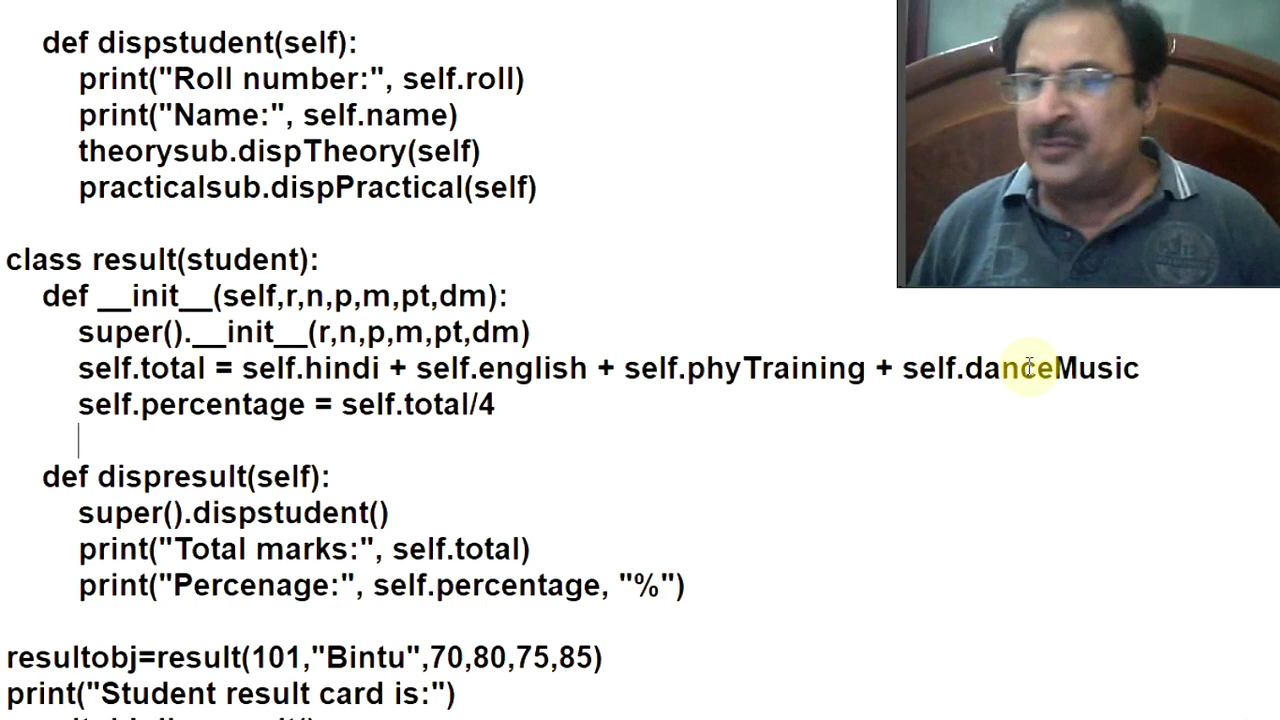 def dispstudent(self):
print("Roll number:", self.roll)
print("Name:", self.name)
theorysub.dispTheory(self)
practicalsub.dispPractical(self)
class result(student):
def __init__(self,r,n,p,m,pt,dm):
super().__init__(r,n,p,m,pt,dm)
self.total = self.hindi + self.english + self.phyTraining + self.danceMusic
self.percentage = self.total/4
def dispresult(self):
super().dispstudent()
print("Total marks:", self.total)
print("Percenage:", self.percentage, "%")
resultobj=result(101,"Bintu",70,80,75,85)
print("Student result card is:")